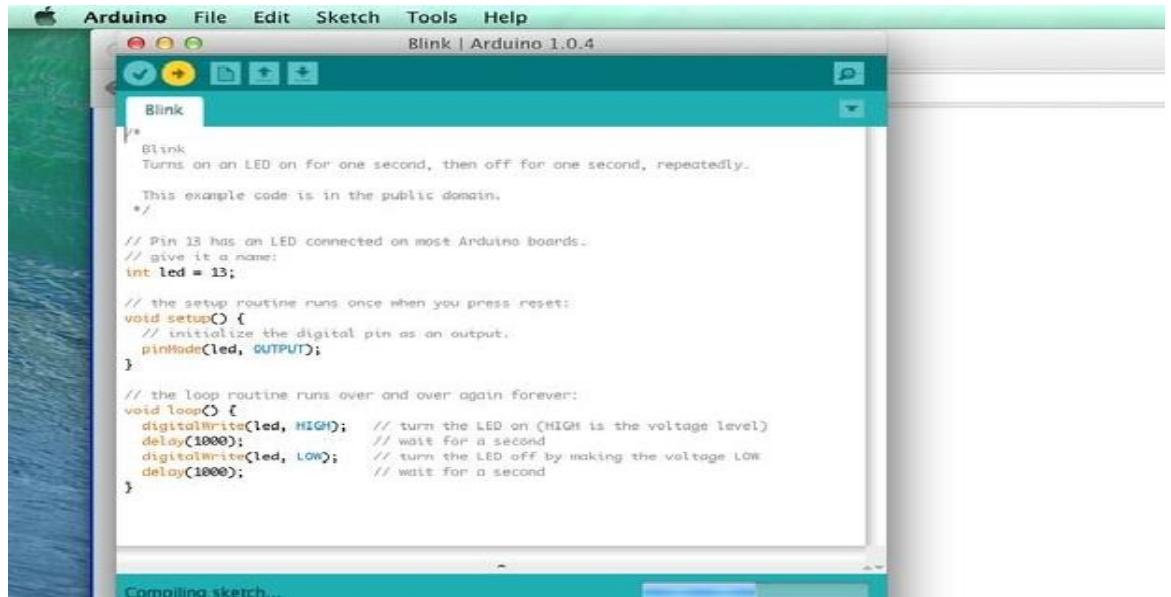 Arduino File Edit Sketch Tools Help
Blink | Arduino 1.0.4
Blink
/*
Blink
Turns on an LED on for one second, then off for one second, repeatedly.
This example code is in the public domain.
*/
// Pin 13 has an LED connected on most Arduino boards.
// give it a name:
int led = 13;
// the setup routine runs once when you press reset:
void setup() {
// initialize the digital pin as an output.
pinMode(led, OUTPUT);
}
// the loop routine runs over and over again forever:
void loop() {
digitalWrite(led, HIGH); // turn the LED on (HIGH is the voltage level)
delay(1000); // wait for a second
digitalWrite(led, LOW); // turn the LED off by making the voltage LOW
delay(1000); // wait for a second
}
Compiling sketch...